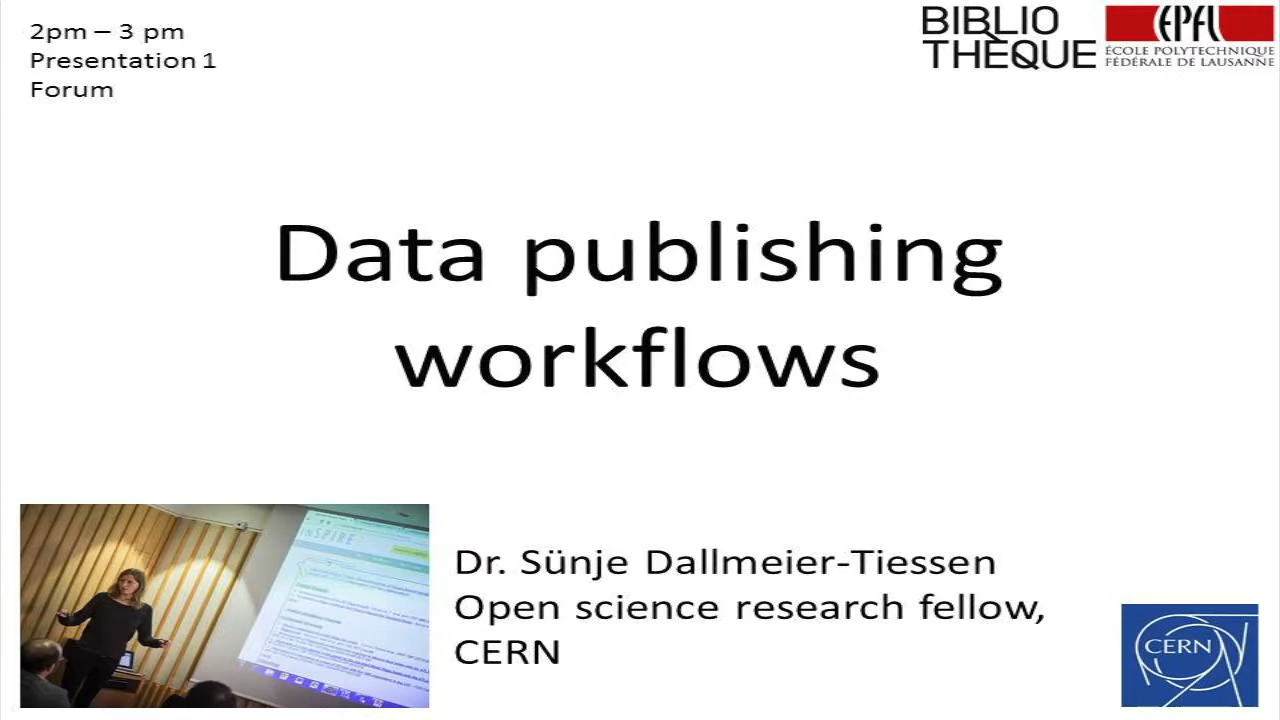 2pm – 3 pm
Presentation 1
Forum
BIBLIO
THÈQUE
EPFL
ÉCOLE POLYTECHNIQUE
FÉDÉRALE DE LAUSANNE
Data publishing
workflows
INSPIRE
Dr. Sünje Dallmeier-Tiessen
Open science research fellow,
CERN
CERN